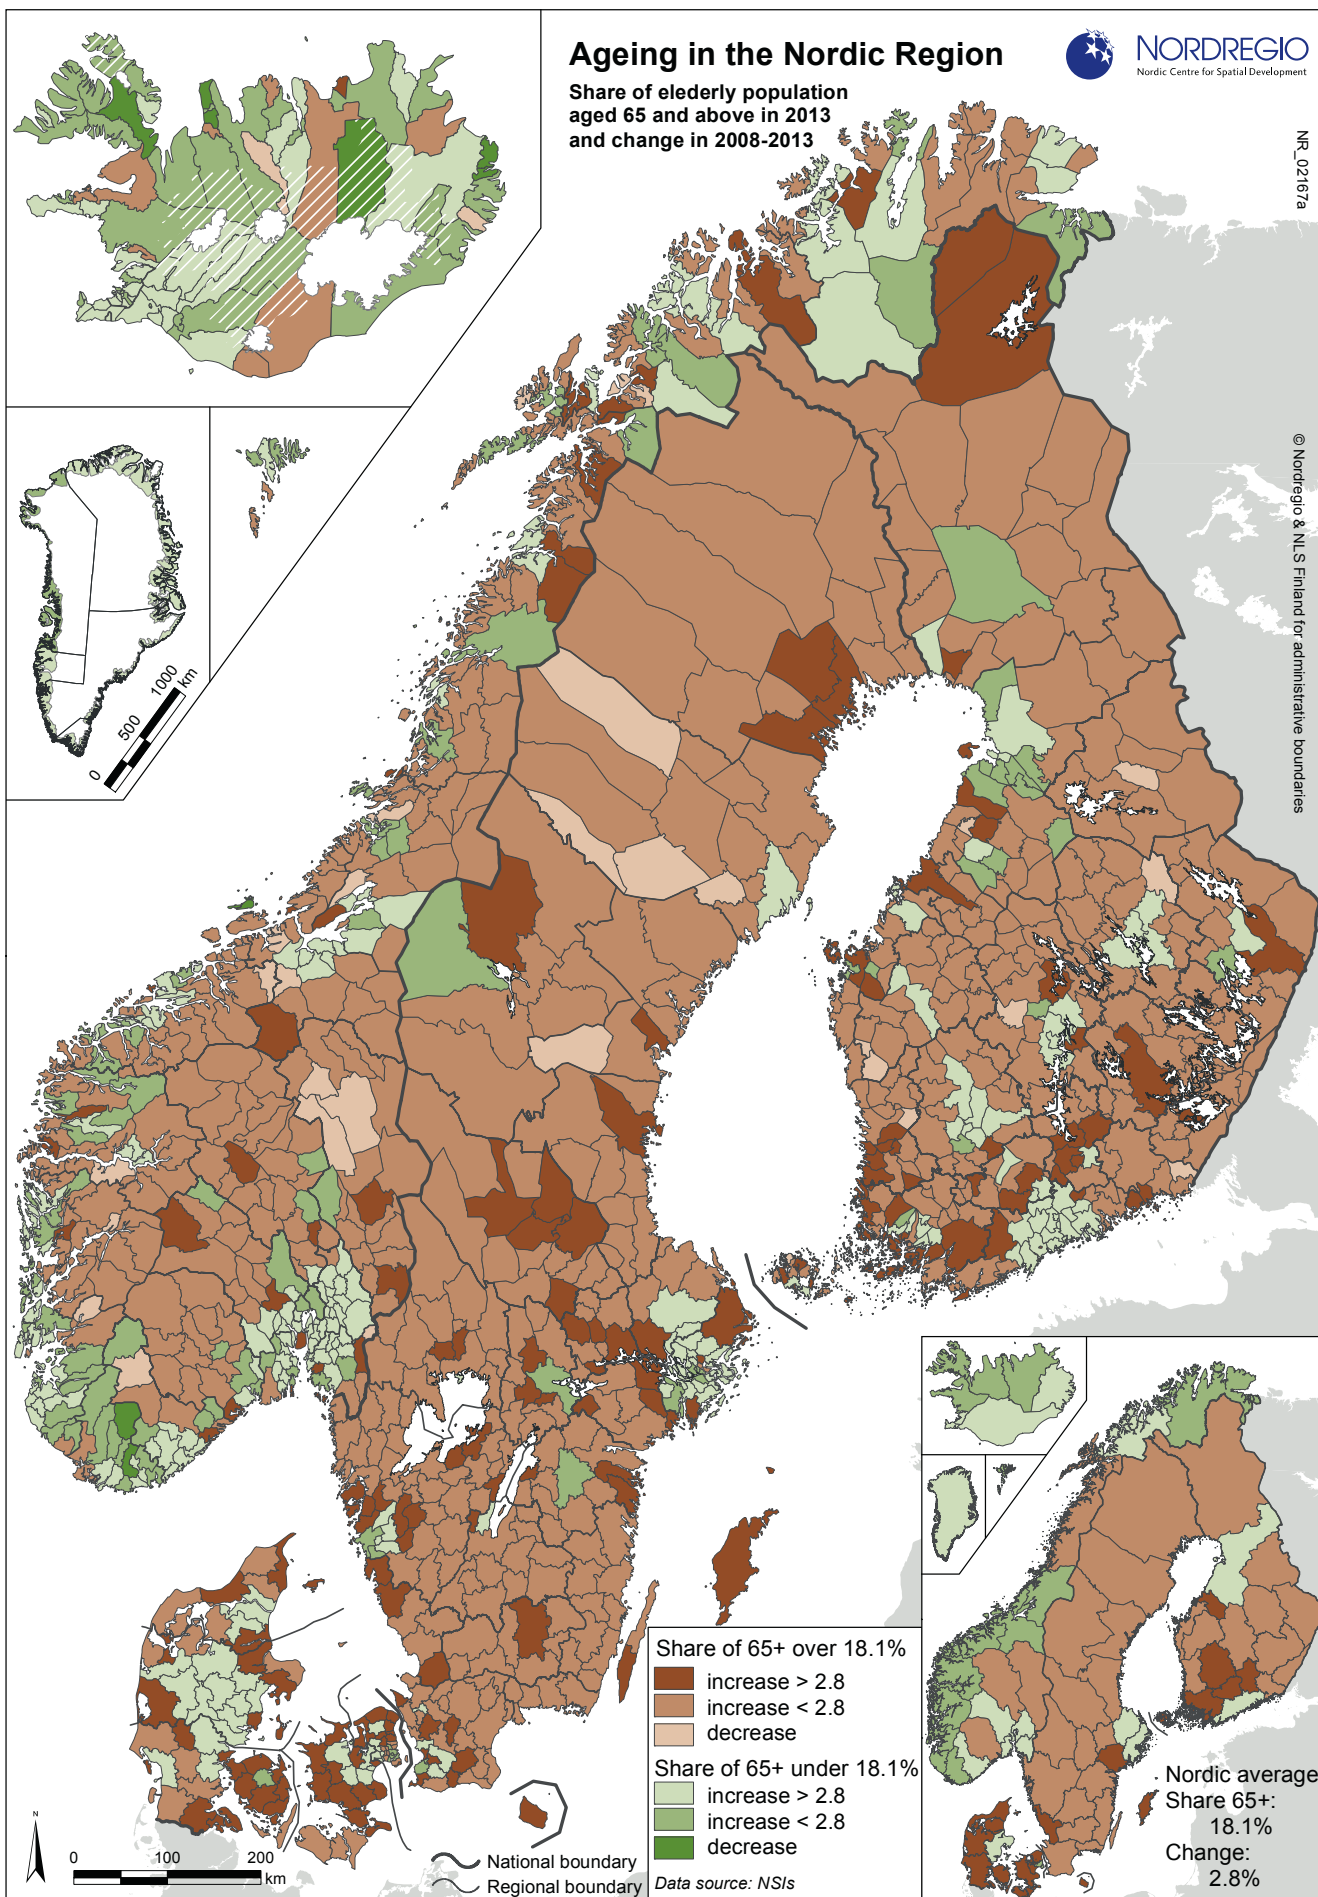 Ageing in the Nordic Region
Share of elederly population
aged 65 and above in 2013
and change in 2008-2013
NORDREGIO
Nordic Centre for Spatial Development
NR_02167a
© Nordregio & NLS Finland for administrative boundaries
0 500 1000
km
Share of 65+ over 18.1%
increase > 2.8
increase < 2.8
decrease
Share of 65+ under 18.1%
increase > 2.8
increase < 2.8
decrease
Data source: NSIs
National boundary
Regional boundary
N
0 100 200
km
Nordic average
Share 65+:
18.1%
Change:
2.8%